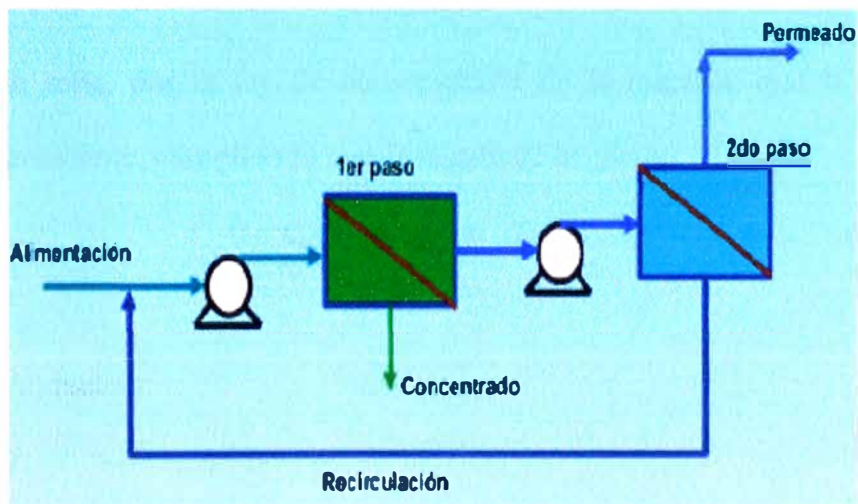 Permeado
1er paso
2do paso
Alimentación
Concentrado
Recirculación